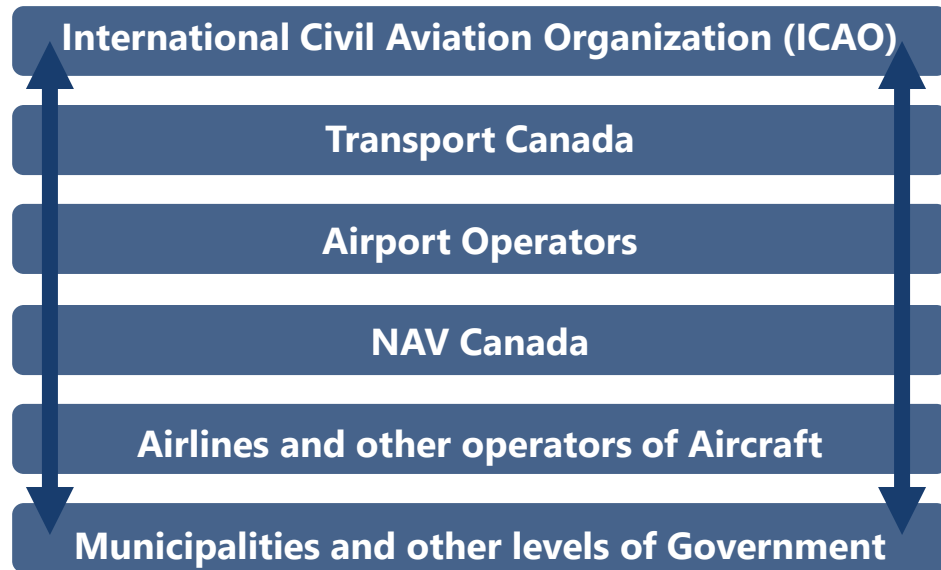 International Civil Aviation Organization (ICAO)
Transport Canada
Airport Operators
NAV Canada
Airlines and other operators of Aircraft
Municipalities and other levels of Government